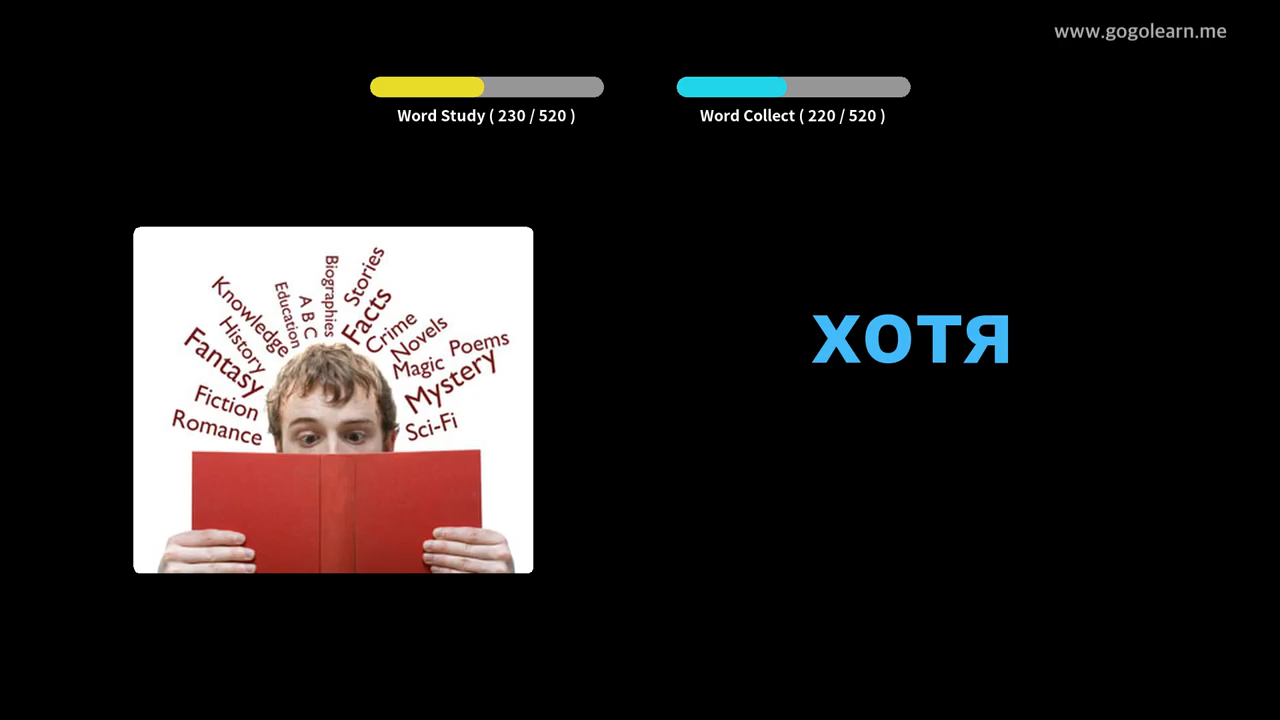 www.gogolearn.me
Word Study ( 230 / 520 )
Word Collect ( 220 / 520 )
Biographies
Stories
Education
A B C
Facts
Knowledge
Crime
History
Novels
Poems
Fantasy
Magic
Mystery
Fiction
Romance
Sci-Fi
хотя